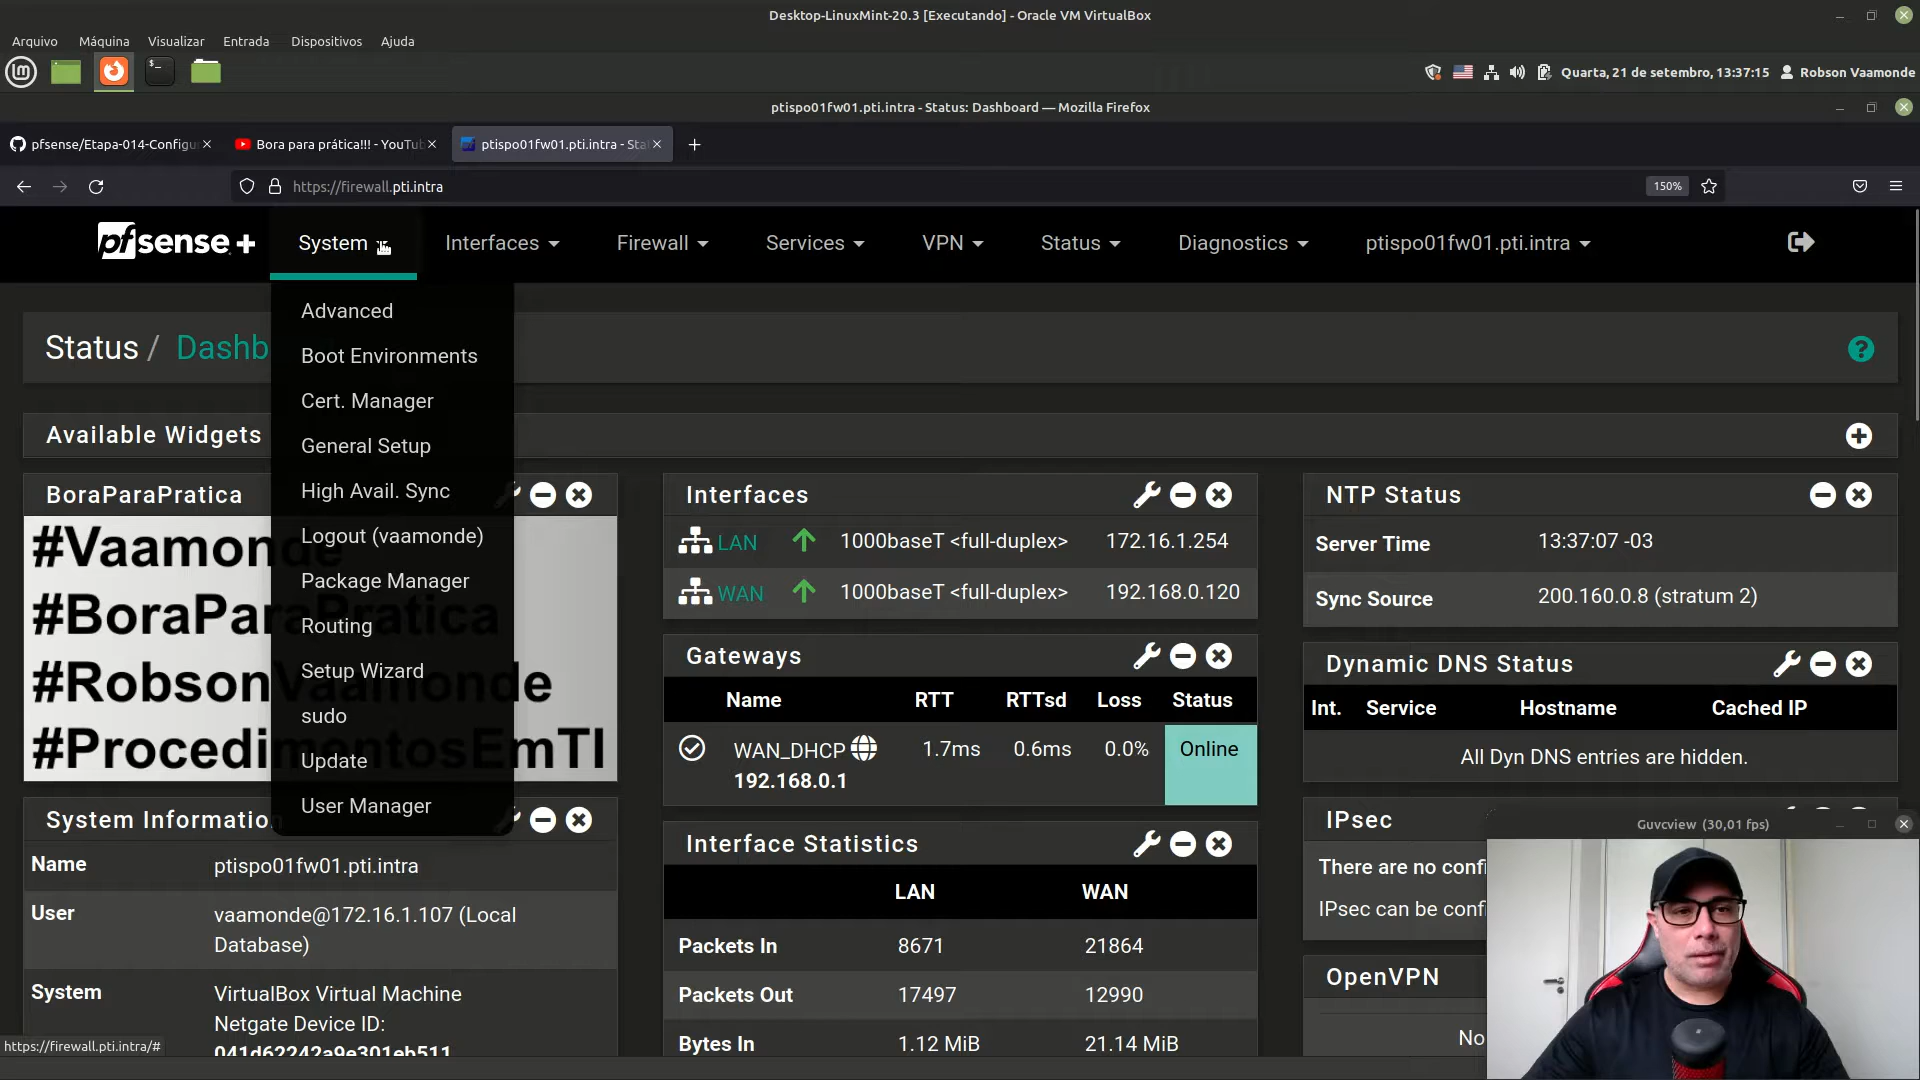 Desktop-LinuxMint-20.3 [Executando] - Oracle VM VirtualBox
Arquivo Máquina Visualizar Entrada Dispositivos Ajuda
Quarta, 21 de setembro, 13:37:15 Robson Vaamonde
ptispo01fw01.pti.intra - Status: Dashboard — Mozilla Firefox
pfsense/Etapa-014-Configu
Bora para prática!!! - YouTub
ptispo01fw01.pti.intra - Sta
https://firewall.pti.intra
150%
pfsense+
System Interfaces Firewall Services VPN Status Diagnostics ptispo01fw01.pti.intra
Advanced
Boot Environments
Cert. Manager
General Setup
High Avail. Sync
Logout (vaamonde)
Package Manager
Routing
Setup Wizard
sudo
Update
User Manager
Status / Dashb
Available Widgets
BoraParaPratica
#Vaamonde
#BoraParaPratica
#RobsonVaamonde
#ProcedimentosEmTI
System Informatio
Name ptispo01fw01.pti.intra
User vaamonde@172.16.1.107 (Local
Database)
System VirtualBox Virtual Machine
Netgate Device ID:
041d62242a9e301eb511
Interfaces
LAN 1000baseT <full-duplex> 172.16.1.254
WAN 1000baseT <full-duplex> 192.168.0.120
Gateways
Name RTT RTTsd Loss Status
WAN_DHCP 1.7ms 0.6ms 0.0% Online
192.168.0.1
Interface Statistics
LAN WAN
Packets In 8671 21864
Packets Out 17497 12990
Bytes In 1.12 MiB 21.14 MiB
NTP Status
Server Time 13:37:07 -03
Sync Source 200.160.0.8 (stratum 2)
Dynamic DNS Status
Int. Service Hostname Cached IP
All Dyn DNS entries are hidden.
IPsec
There are no confi
IPsec can be confi
OpenVPN
No
Guvcview (30,01 fps)
https://firewall.pti.intra/#